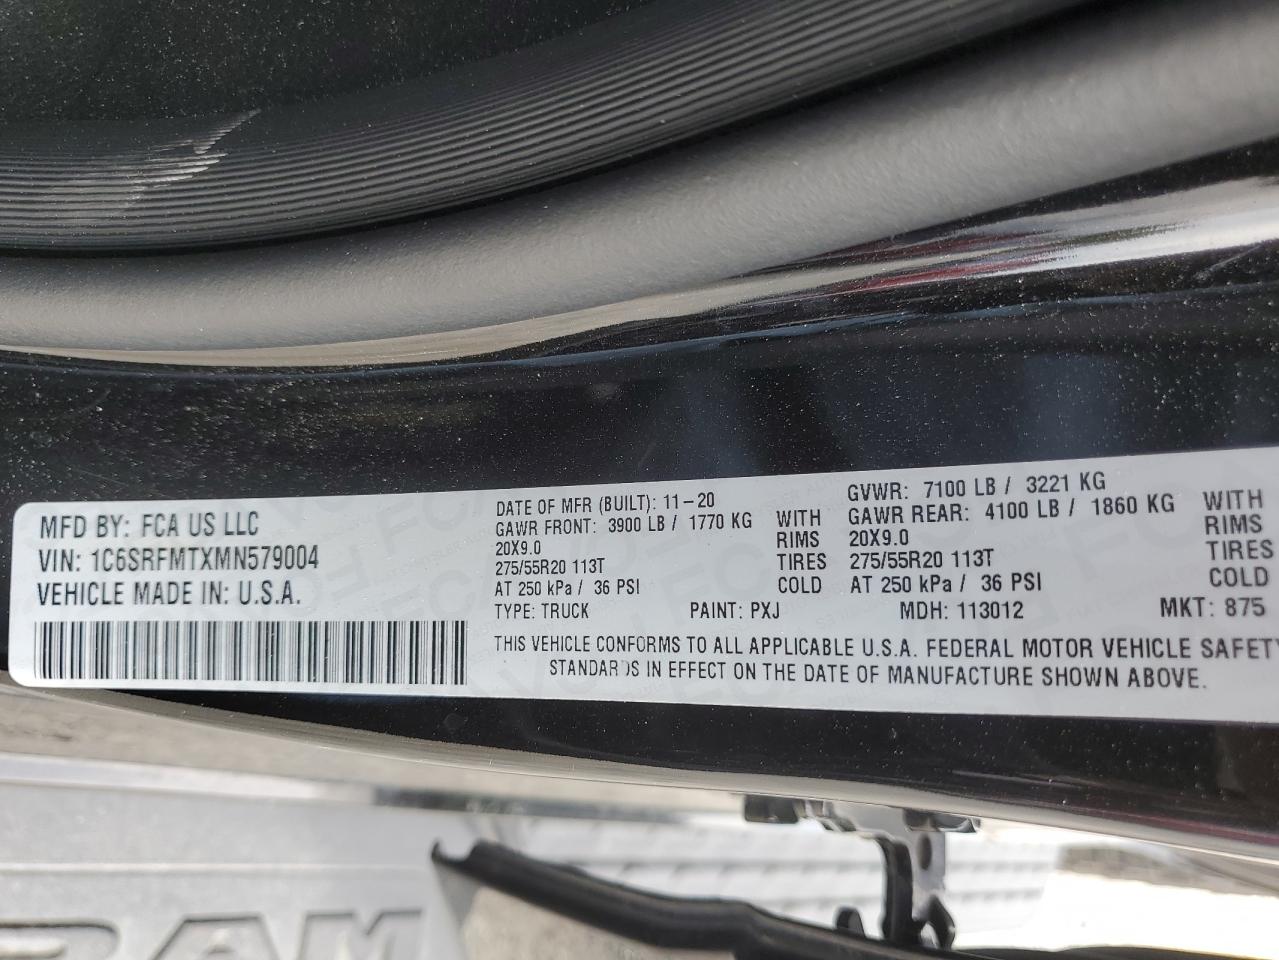 MFD BY: FCA US LLC
VIN: 1C6SRFMTXMN579004
VEHICLE MADE IN: U.S.A.
DATE OF MFR (BUILT): 11-20
GAWR FRONT: 3900 LB / 1770 KG WITH
20X9.0 RIMS
275/55R20 113T TIRES
AT 250 kPa / 36 PSI COLD
GVWR: 7100 LB / 3221 KG
GAWR REAR: 4100 LB / 1860 KG WITH
20X9.0 RIMS
275/55R20 113T TIRES
AT 250 kPa / 36 PSI COLD
TYPE: TRUCK PAINT: PXJ MDH: 113012 MKT: 875
THIS VEHICLE CONFORMS TO ALL APPLICABLE U.S.A. FEDERAL MOTOR VEHICLE SAFETY
STANDARDS IN EFFECT ON THE DATE OF MANUFACTURE SHOWN ABOVE.
RAM